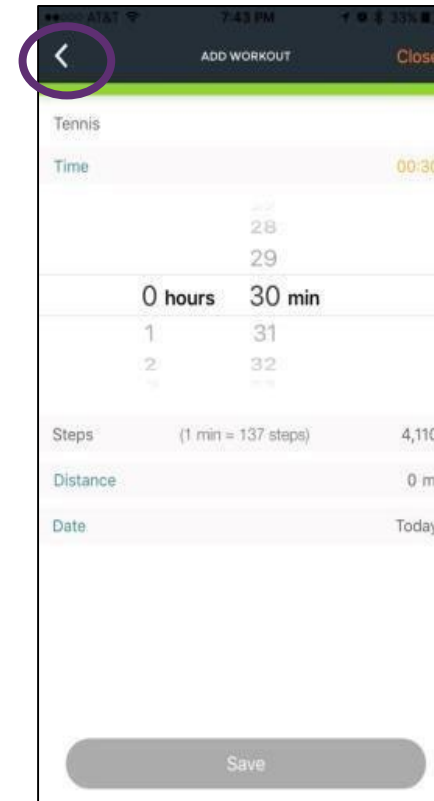 AT&T 7:43 PM 33%
ADD WORKOUT Close
Tennis
Time 00:30
28
29
0 hours 30 min
1 31
2 32
Steps (1 min = 137 steps) 4,110
Distance 0 m
Date Today
Save